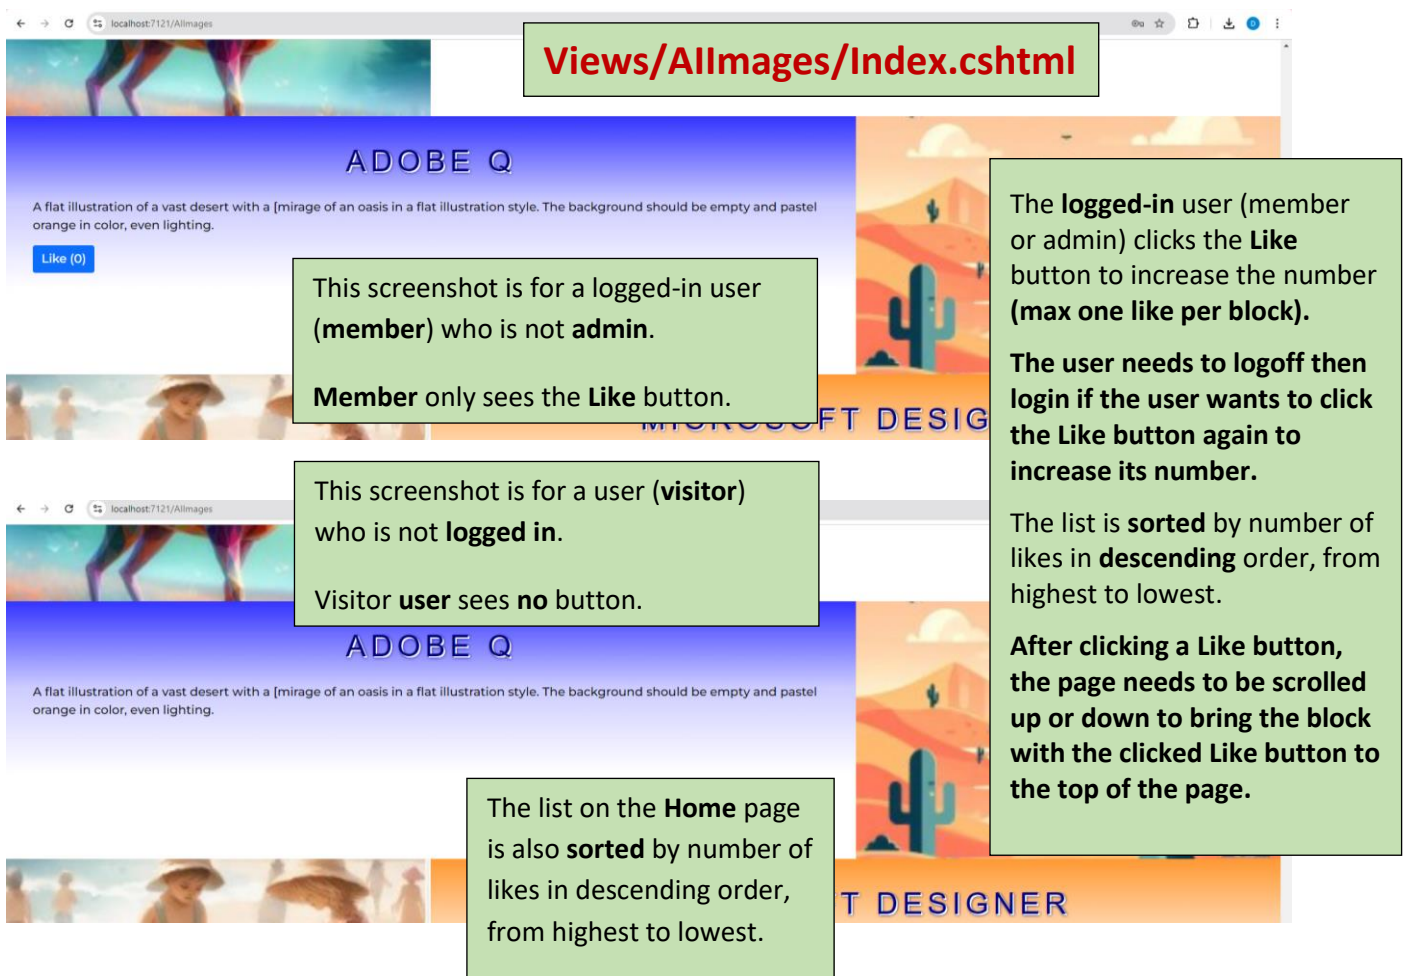 localhost:7121/AIImages
Views/AIImages/Index.cshtml
ADOBE Q
A flat illustration of a vast desert with a [mirage of an oasis in a flat illustration style. The background should be empty and pastel
orange in color, even lighting.
Like (0)
This screenshot is for a logged-in user
(member) who is not admin.
Member only sees the Like button.
MICROSOFT DESIG
The logged-in user (member
or admin) clicks the Like
button to increase the number
(max one like per block).
The user needs to logoff then
login if the user wants to click
the Like button again to
increase its number.
The list is sorted by number of
likes in descending order, from
highest to lowest.
After clicking a Like button,
the page needs to be scrolled
up or down to bring the block
with the clicked Like button to
the top of the page.
localhost:7121/AIImages
This screenshot is for a user (visitor)
who is not logged in.
Visitor user sees no button.
ADOBE Q
A flat illustration of a vast desert with a [mirage of an oasis in a flat illustration style. The background should be empty and pastel
orange in color, even lighting.
The list on the Home page
is also sorted by number of
likes in descending order,
from highest to lowest.
T DESIGNER